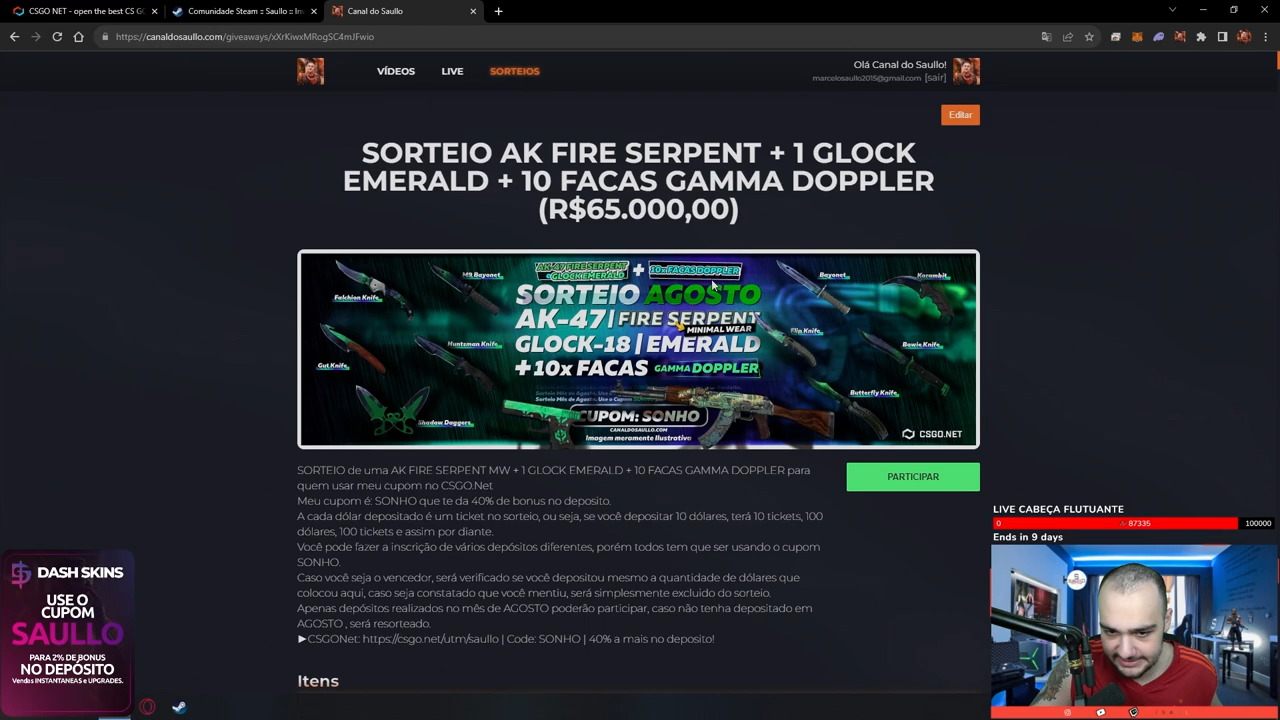 CSGO NET - open the best CS GO
Comunidade Steam :: Saullo :: Inv
Canal do Saullo
https://canaldosaullo.com/giveaways/xXrKiwxMRogSC4mJFwio
VÍDEOS
LIVE
SORTEIOS
Olá Canal do Saullo!
marcelosaullo2015@gmail.com [sair]
Editar
SORTEIO AK FIRE SERPENT + 1 GLOCK
EMERALD + 10 FACAS GAMMA DOPPLER
(R$65.000,00)
AK-47 FIRE SERPENT
e GLOCK EMERALD
+
10x FACAS DOPPLER
M9 Bayonet
Bayonet
Karambit
Falchion Knife
SORTEIO AGOSTO
AK-47 | FIRE SERPENT
MINIMAL WEAR
Flip Knife
Huntsman Knife
GLOCK-18 | EMERALD
Bowie Knife
Gut Knife
+10x FACAS GAMMA DOPPLER
Butterfly Knife
Shadow Daggers
CUPOM: SONHO
CANALDOSAULLO.COM
Imagem meramente Ilustrativa
CSGO.NET
SORTEIO de uma AK FIRE SERPENT MW + 1 GLOCK EMERALD + 10 FACAS GAMMA DOPPLER para
quem usar meu cupom no CSGO.Net
Meu cupom é: SONHO que te da 40% de bonus no deposito.
A cada dólar depositado é um ticket no sorteio, ou seja, se você depositar 10 dólares, terá 10 tickets, 100
dólares, 100 tickets e assim por diante.
Você pode fazer a inscrição de vários depósitos diferentes, porém todos tem que ser usando o cupom
SONHO.
Caso você seja o vencedor, será verificado se você depositou mesmo a quantidade de dólares que
colocou aqui, caso seja constatado que você mentiu, será simplesmente excluido do sorteio.
Apenas depósitos realizados no mês de AGOSTO poderão participar, caso não tenha depositado em
AGOSTO , será resorteado.
►CSGONet: https://csgo.net/utm/saullo | Code: SONHO | 40% a mais no deposito!
PARTICIPAR
Itens
LIVE CABEÇA FLUTUANTE
0
87335
100000
Ends in 9 days
DASH SKINS
USE O
CUPOM
SAULLO
PARA 2% DE BONUS
NO DEPÓSITO
Vendas INSTANTANEAS e UPGRADES.